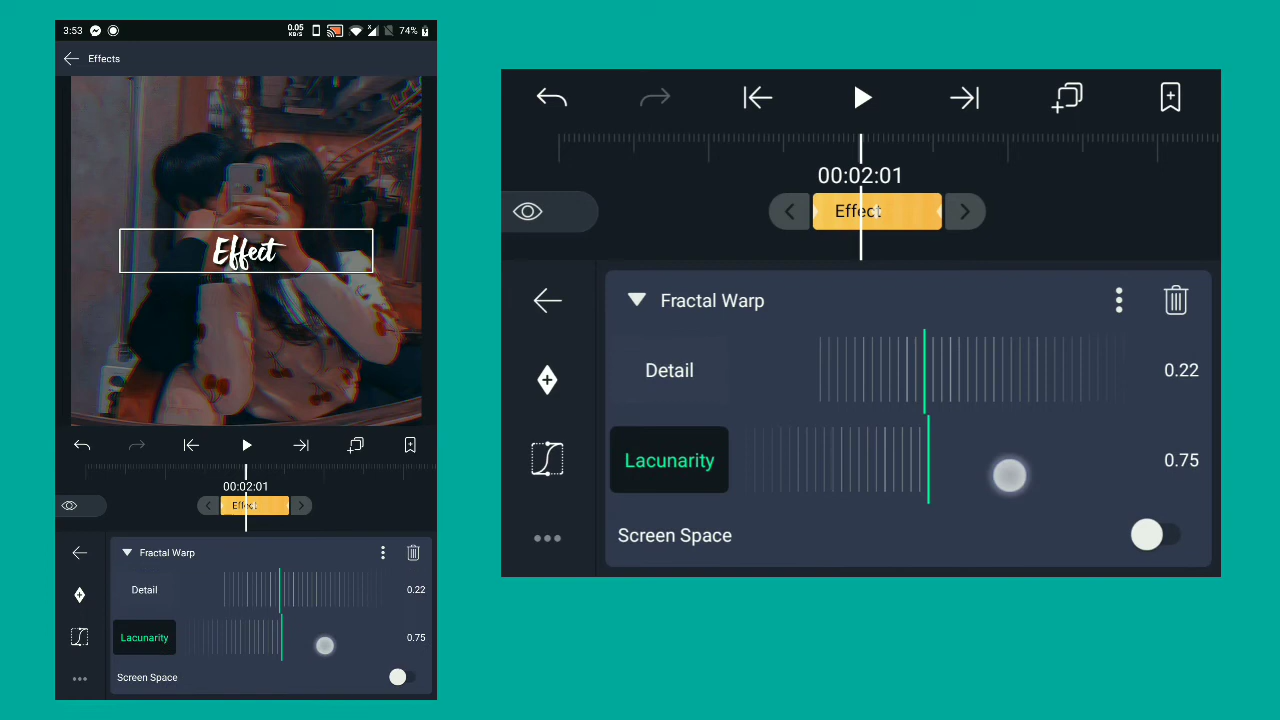 3:53
0.05
KB/S
X
74%
Effects
Effect
00:02:01
Effect
Fractal Warp
Detail
0.22
Lacunarity
0.75
Screen Space
00:02:01
Effect
Fractal Warp
Detail
0.22
Lacunarity
0.75
Screen Space